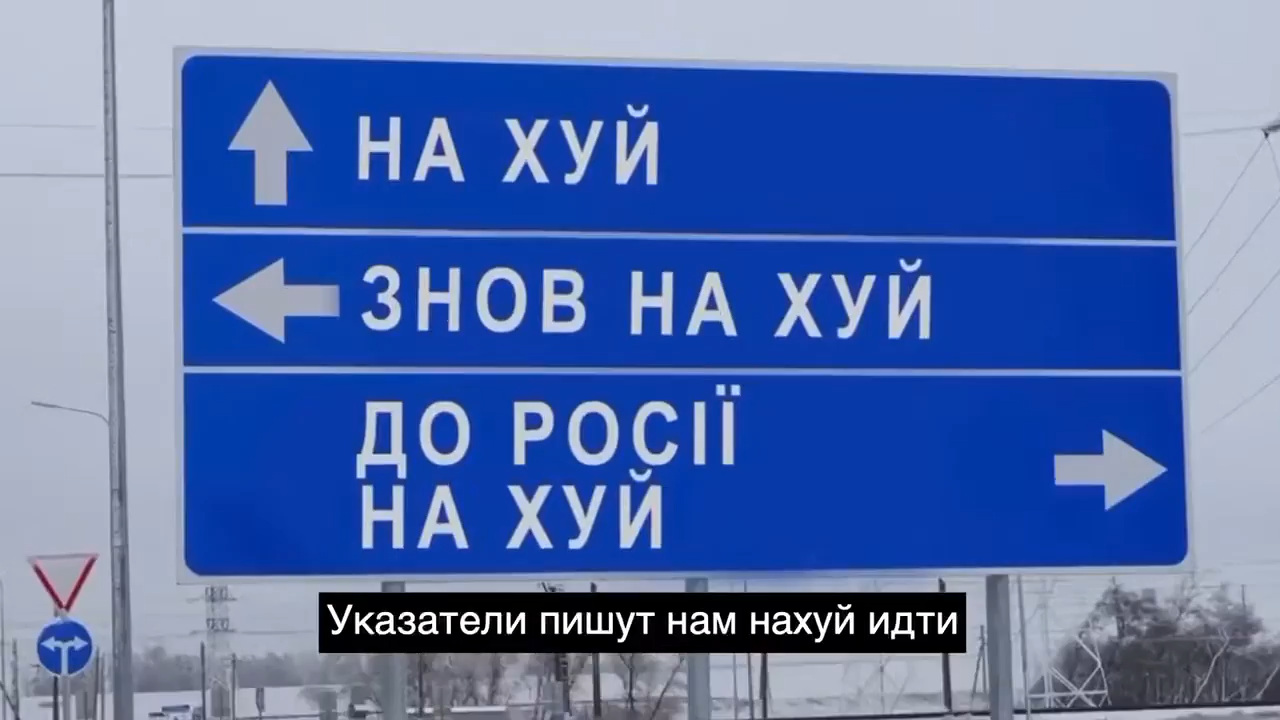 НА ХУЙ
ЗНОВ НА ХУЙ
ДО РОСІЇ
НА ХУЙ
Указатели пишут нам нахуй идти